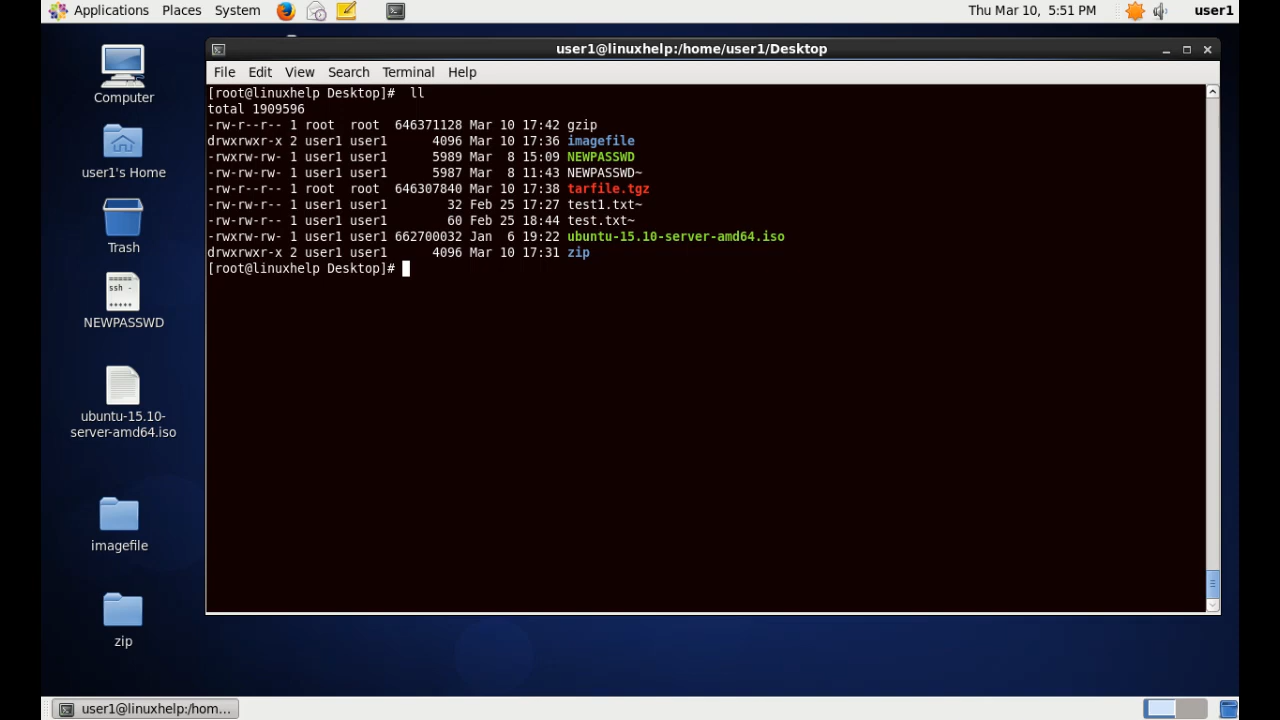 Applications Places System Thu Mar 10, 5:51 PM user1
user1@linuxhelp:/home/user1/Desktop
File Edit View Search Terminal Help
[root@linuxhelp Desktop]#  ll
total 1909596
-rw-r--r-- 1 root  root  646371128 Mar 10 17:42 gzip
drwxrwxr-x 2 user1 user1      4096 Mar 10 17:36 imagefile
-rwxrw-rw- 1 user1 user1      5989 Mar  8 15:09 NEWPASSWD
-rwxrw-rw- 1 user1 user1      5987 Mar  8 11:43 NEWPASSWD~
-rw-r--r-- 1 root  root  646307840 Mar 10 17:38 tarfile.tgz
-rw-rw-r-- 1 user1 user1        32 Feb 25 17:27 test1.txt~
-rw-rw-r-- 1 user1 user1        60 Feb 25 18:44 test.txt~
-rwxrw-rw- 1 user1 user1 662700032 Jan  6 19:22 ubuntu-15.10-server-amd64.iso
drwxrwxr-x 2 user1 user1      4096 Mar 10 17:31 zip
[root@linuxhelp Desktop]#
Computer
user1's Home
Trash
ssh -
*****
NEWPASSWD
ubuntu-15.10-
server-amd64.iso
imagefile
zip
user1@linuxhelp:/hom...